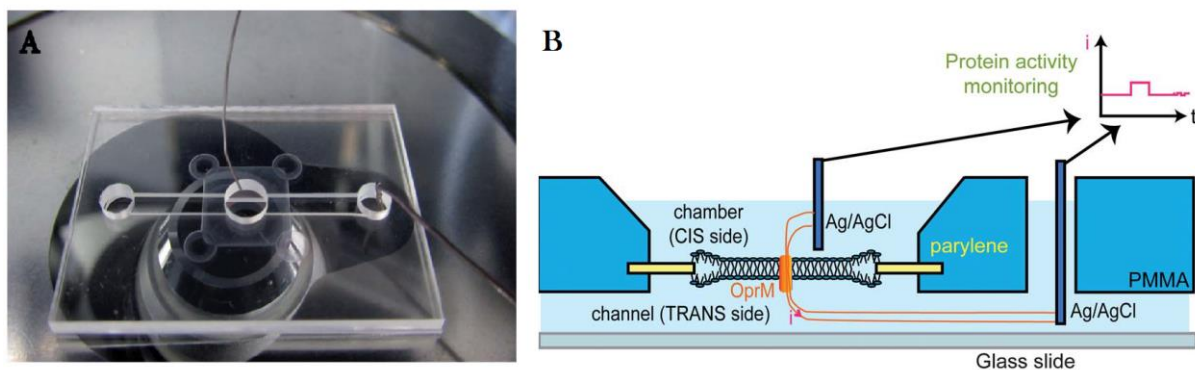 A
B
Protein activity
monitoring
i
t
chamber
(CIS side)
Ag/AgCl
parylene
OprM
PMMA
channel (TRANS side)
i
Ag/AgCl
Glass slide